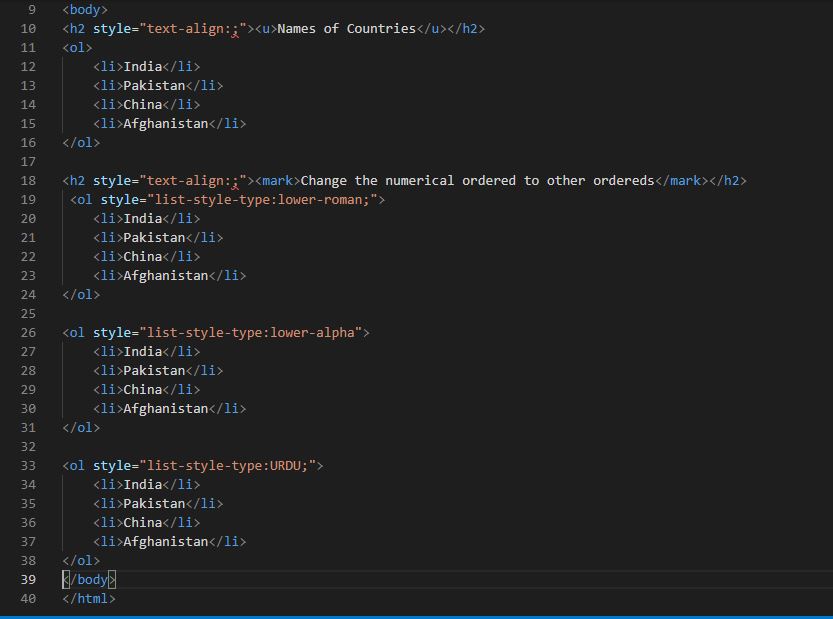 9 <body>
10 <h2 style="text-align:;"><u>Names of Countries</u></h2>
11 <ol>
12 <li>India</li>
13 <li>Pakistan</li>
14 <li>China</li>
15 <li>Afghanistan</li>
16 </ol>
17
18 <h2 style="text-align:;"><mark>Change the numerical ordered to other ordereds</mark></h2>
19 <ol style="list-style-type:lower-roman;">
20 <li>India</li>
21 <li>Pakistan</li>
22 <li>China</li>
23 <li>Afghanistan</li>
24 </ol>
25
26 <ol style="list-style-type:lower-alpha">
27 <li>India</li>
28 <li>Pakistan</li>
29 <li>China</li>
30 <li>Afghanistan</li>
31 </ol>
32
33 <ol style="list-style-type:URDU;">
34 <li>India</li>
35 <li>Pakistan</li>
36 <li>China</li>
37 <li>Afghanistan</li>
38 </ol>
39 </body>
40 </html>